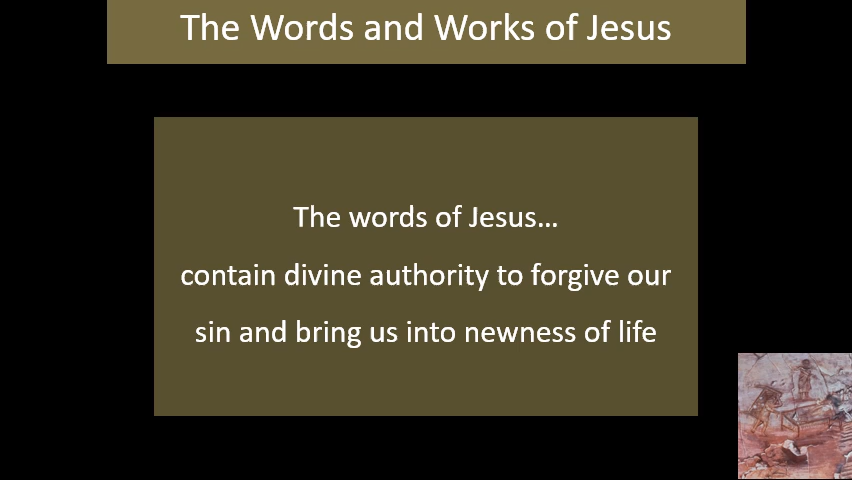 The Words and Works of Jesus
The words of Jesus…
contain divine authority to forgive our
sin and bring us into newness of life